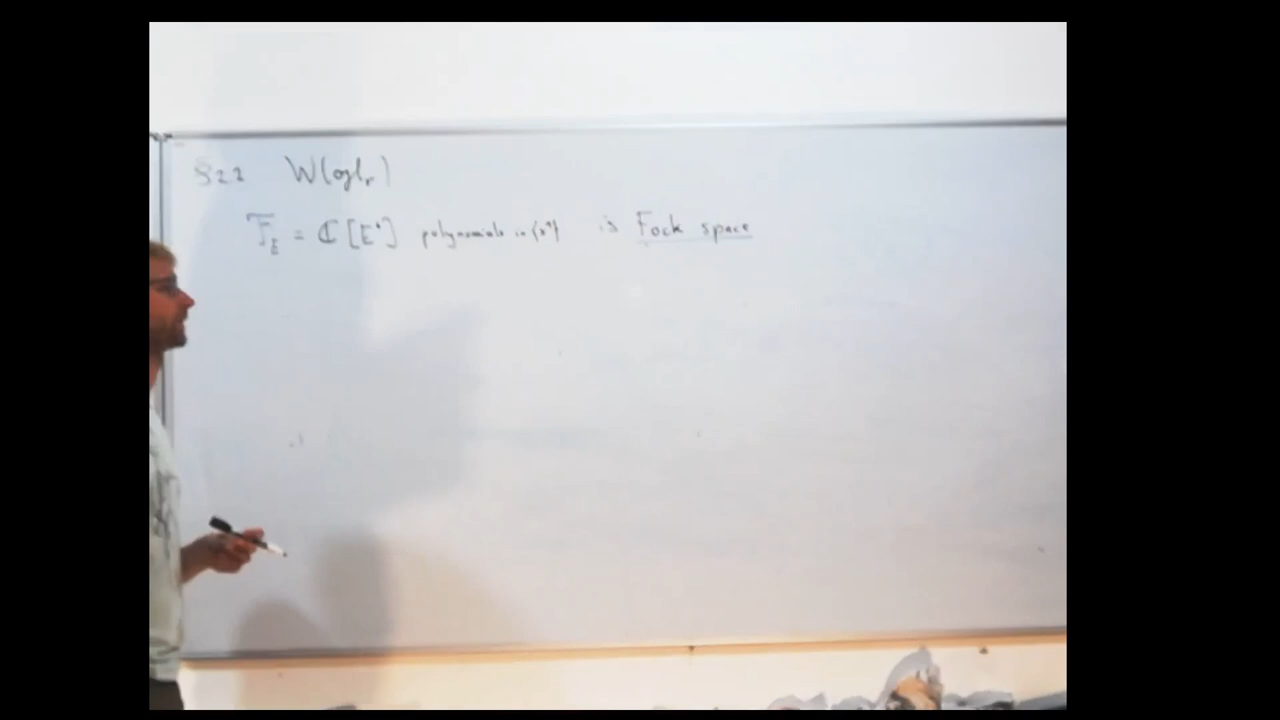 §2.2 W(gl_r)
F_E = ℂ[E*] polynomials in (x^a) is Fock space